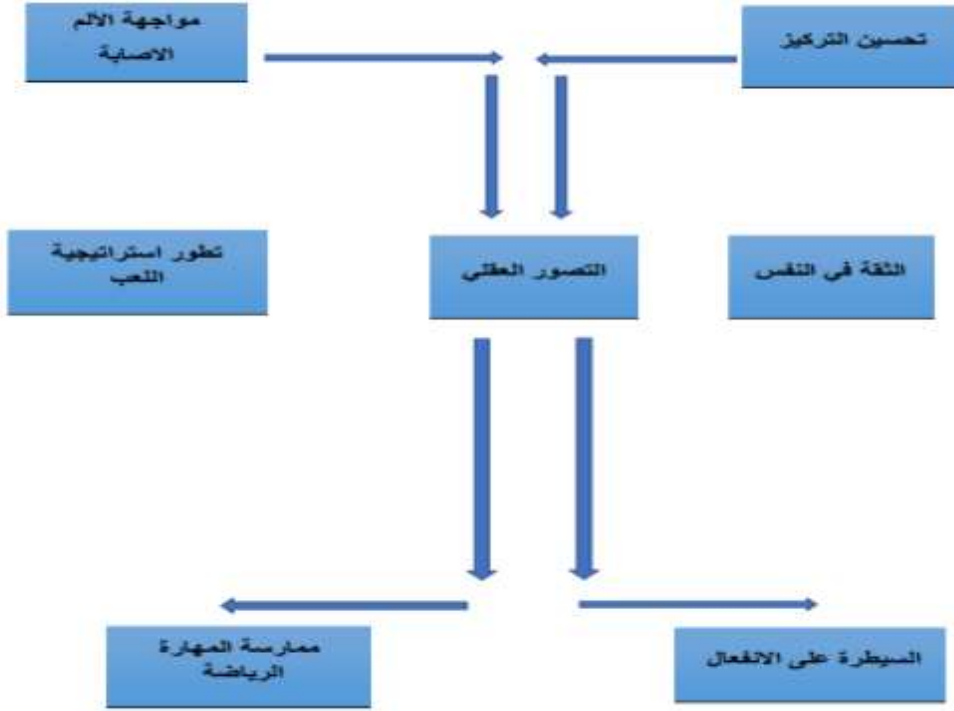 تحسين التركيز
مواجهة الالم
الاصابة
الثقة في النفس
التصور العقلي
تطور استراتيجية
اللعب
السيطرة على الانفعال
ممارسة المهارة
الرياضة